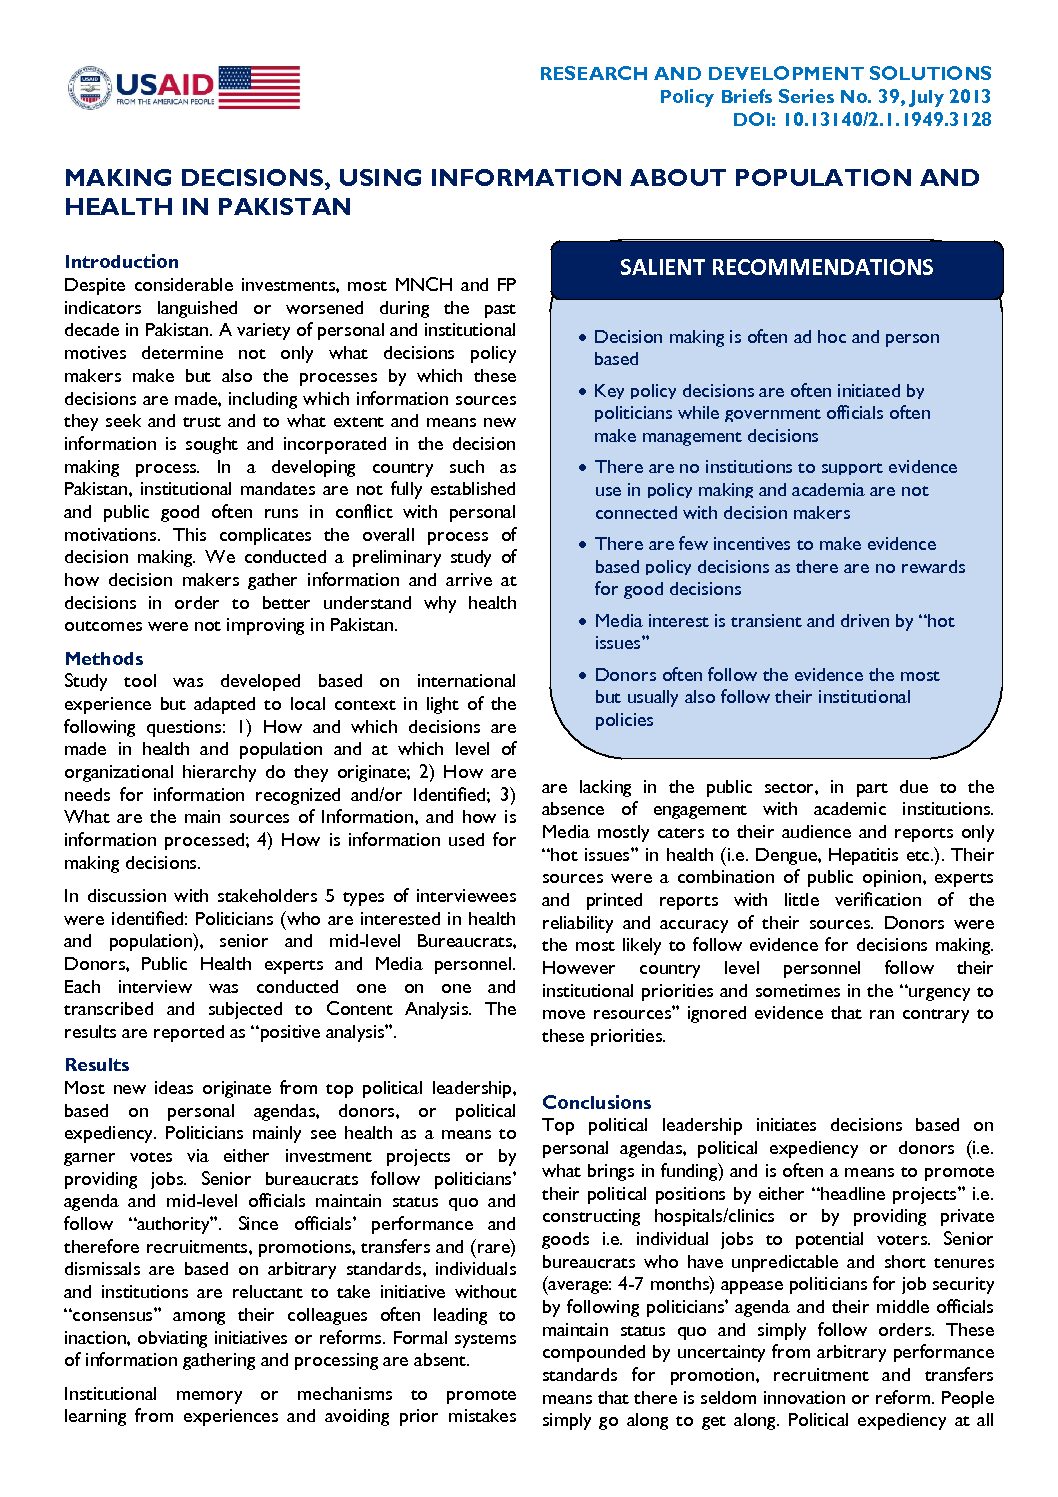 USAID
FROM THE AMERICAN PEOPLE
RESEARCH AND DEVELOPMENT SOLUTIONS
Policy Briefs Series No. 39, July 2013
DOI: 10.13140/2.1.1949.3128
MAKING DECISIONS, USING INFORMATION ABOUT POPULATION AND
HEALTH IN PAKISTAN
Introduction
Despite considerable investments, most MNCH and FP
indicators languished or worsened during the past
decade in Pakistan. A variety of personal and institutional
motives determine not only what decisions policy
makers make but also the processes by which these
decisions are made, including which information sources
they seek and trust and to what extent and means new
information is sought and incorporated in the decision
making process. In a developing country such as
Pakistan, institutional mandates are not fully established
and public good often runs in conflict with personal
motivations. This complicates the overall process of
decision making. We conducted a preliminary study of
how decision makers gather information and arrive at
decisions in order to better understand why health
outcomes were not improving in Pakistan.
Methods
Study tool was developed based on international
experience but adapted to local context in light of the
following questions: 1) How and which decisions are
made in health and population and at which level of
organizational hierarchy do they originate; 2) How are
needs for information recognized and/or Identified; 3)
What are the main sources of Information, and how is
information processed; 4) How is information used for
making decisions.
In discussion with stakeholders 5 types of interviewees
were identified: Politicians (who are interested in health
and population), senior and mid-level Bureaucrats,
Donors, Public Health experts and Media personnel.
Each interview was conducted one on one and
transcribed and subjected to Content Analysis. The
results are reported as “positive analysis”.
Results
Most new ideas originate from top political leadership,
based on personal agendas, donors, or political
expediency. Politicians mainly see health as a means to
garner votes via either investment projects or by
providing jobs. Senior bureaucrats follow politicians’
agenda and mid-level officials maintain status quo and
follow “authority”. Since officials’ performance and
therefore recruitments, promotions, transfers and (rare)
dismissals are based on arbitrary standards, individuals
and institutions are reluctant to take initiative without
“consensus” among their colleagues often leading to
inaction, obviating initiatives or reforms. Formal systems
of information gathering and processing are absent.
Institutional memory or mechanisms to promote
learning from experiences and avoiding prior mistakes
SALIENT RECOMMENDATIONS
• Decision making is often ad hoc and person
based
• Key policy decisions are often initiated by
politicians while government officials often
make management decisions
• There are no institutions to support evidence
use in policy making and academia are not
connected with decision makers
• There are few incentives to make evidence
based policy decisions as there are no rewards
for good decisions
• Media interest is transient and driven by “hot
issues”
• Donors often follow the evidence the most
but usually also follow their institutional
policies
are lacking in the public sector, in part due to the
absence of engagement with academic institutions.
Media mostly caters to their audience and reports only
“hot issues” in health (i.e. Dengue, Hepatitis etc.). Their
sources were a combination of public opinion, experts
and printed reports with little verification of the
reliability and accuracy of their sources. Donors were
the most likely to follow evidence for decisions making.
However country level personnel follow their
institutional priorities and sometimes in the “urgency to
move resources” ignored evidence that ran contrary to
these priorities.
Conclusions
Top political leadership initiates decisions based on
personal agendas, political expediency or donors (i.e.
what brings in funding) and is often a means to promote
their political positions by either “headline projects” i.e.
constructing hospitals/clinics or by providing private
goods i.e. individual jobs to potential voters. Senior
bureaucrats who have unpredictable and short tenures
(average: 4-7 months) appease politicians for job security
by following politicians’ agenda and their middle officials
maintain status quo and simply follow orders. These
compounded by uncertainty from arbitrary performance
standards for promotion, recruitment and transfers
means that there is seldom innovation or reform. People
simply go along to get along. Political expediency at all